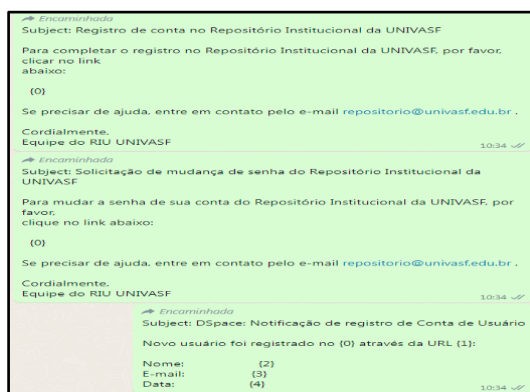 Encaminhada
Subject: Registro de conta no Repositório Institucional da UNIVASF
Para completar o registro no Repositório Institucional da UNIVASF, por favor,
clicar no link
abaixo:
{0}
Se precisar de ajuda, entre em contato pelo e-mail repositorio@univasf.edu.br .
Cordialmente,
Equipe do RIU UNIVASF
10:34
Encaminhada
Subject: Solicitação de mudança de senha do Repositório Institucional da
UNIVASF
Para mudar a senha de sua conta do Repositório Institucional da UNIVASF, por
favor,
clique no link abaixo:
{0}
Se precisar de ajuda, entre em contato pelo e-mail repositorio@univasf.edu.br .
Cordialmente,
Equipe do RIU UNIVASF
10:34
Encaminhada
Subject: DSpace: Notificação de registro de Conta de Usuário
Novo usuário foi registrado no {0} através da URL {1}:
Nome: {2}
E-mail: {3}
Data: {4}
10:34